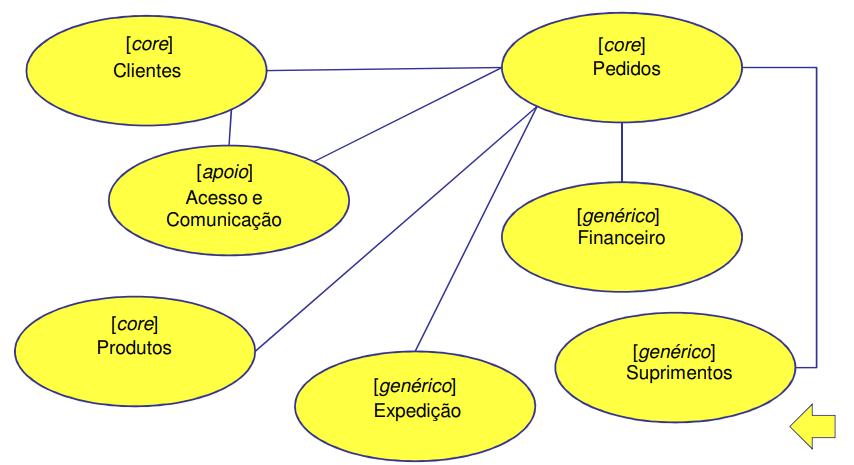 [core]
Clientes
[core]
Pedidos
[apoio]
Acesso e
Comunicação
[genérico]
Financeiro
[core]
Produtos
[genérico]
Expedição
[genérico]
Suprimentos